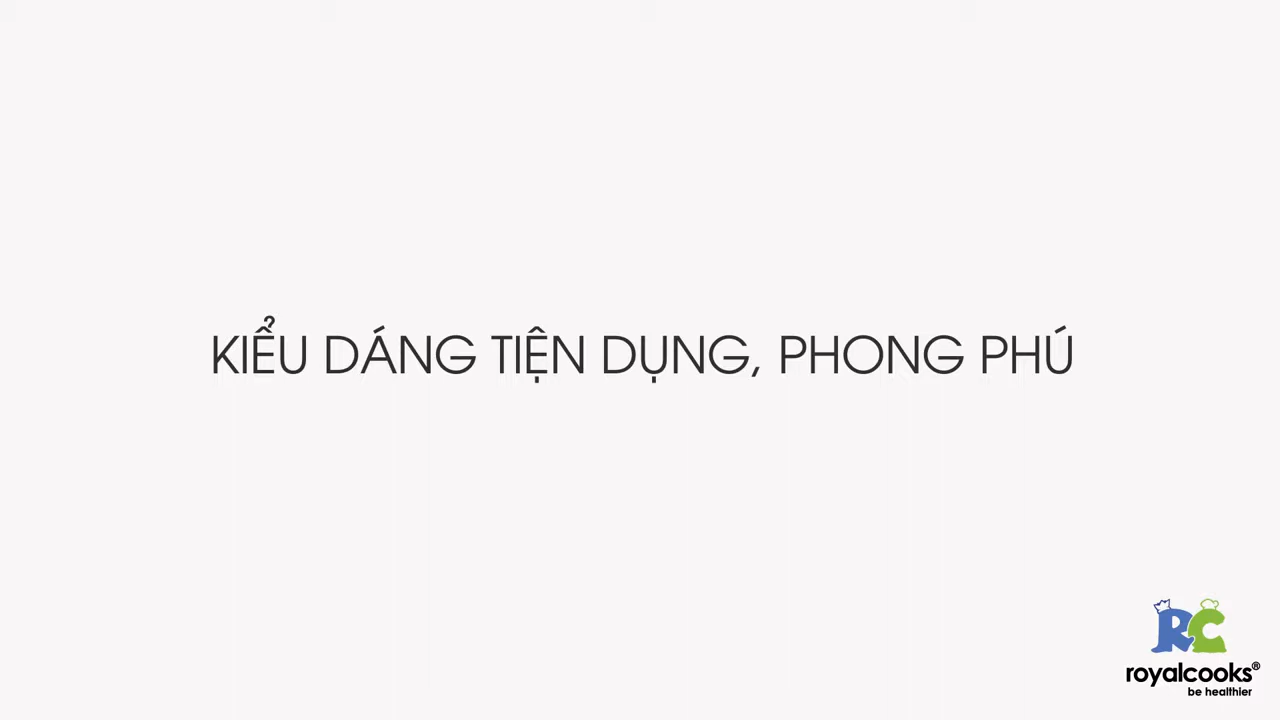 KIỂU DÁNG TIỆN DỤNG, PHONG PHÚ
RC
royalcooks®
be healthier